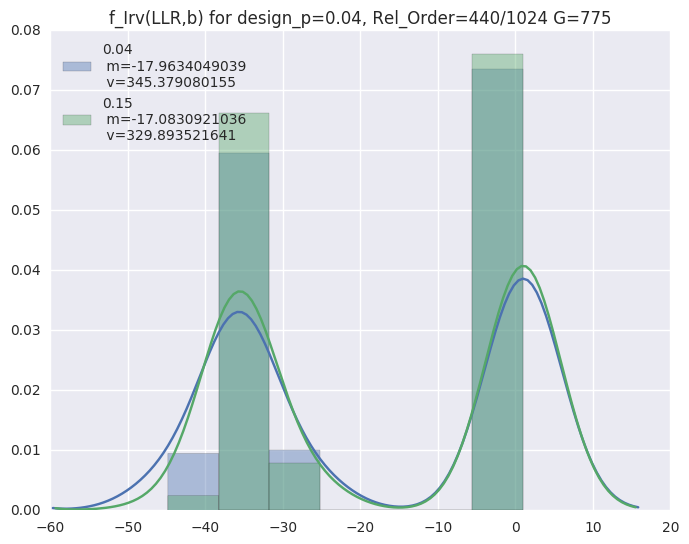 f_Irv(LLR,b) for design_p=0.04, Rel_Order=440/1024 G=775
0.04
m=-17.9634049039
v=345.379080155
0.15
m=-17.0830921036
v=329.893521641
0.08
0.07
0.06
0.05
0.04
0.03
0.02
0.01
0.00
−60 −50 −40 −30 −20 −10 0 10 20